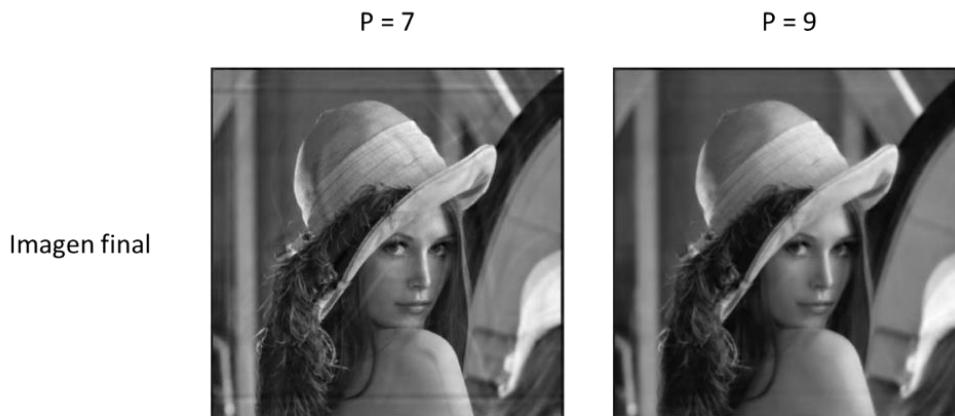 P = 7
P = 9
Imagen final